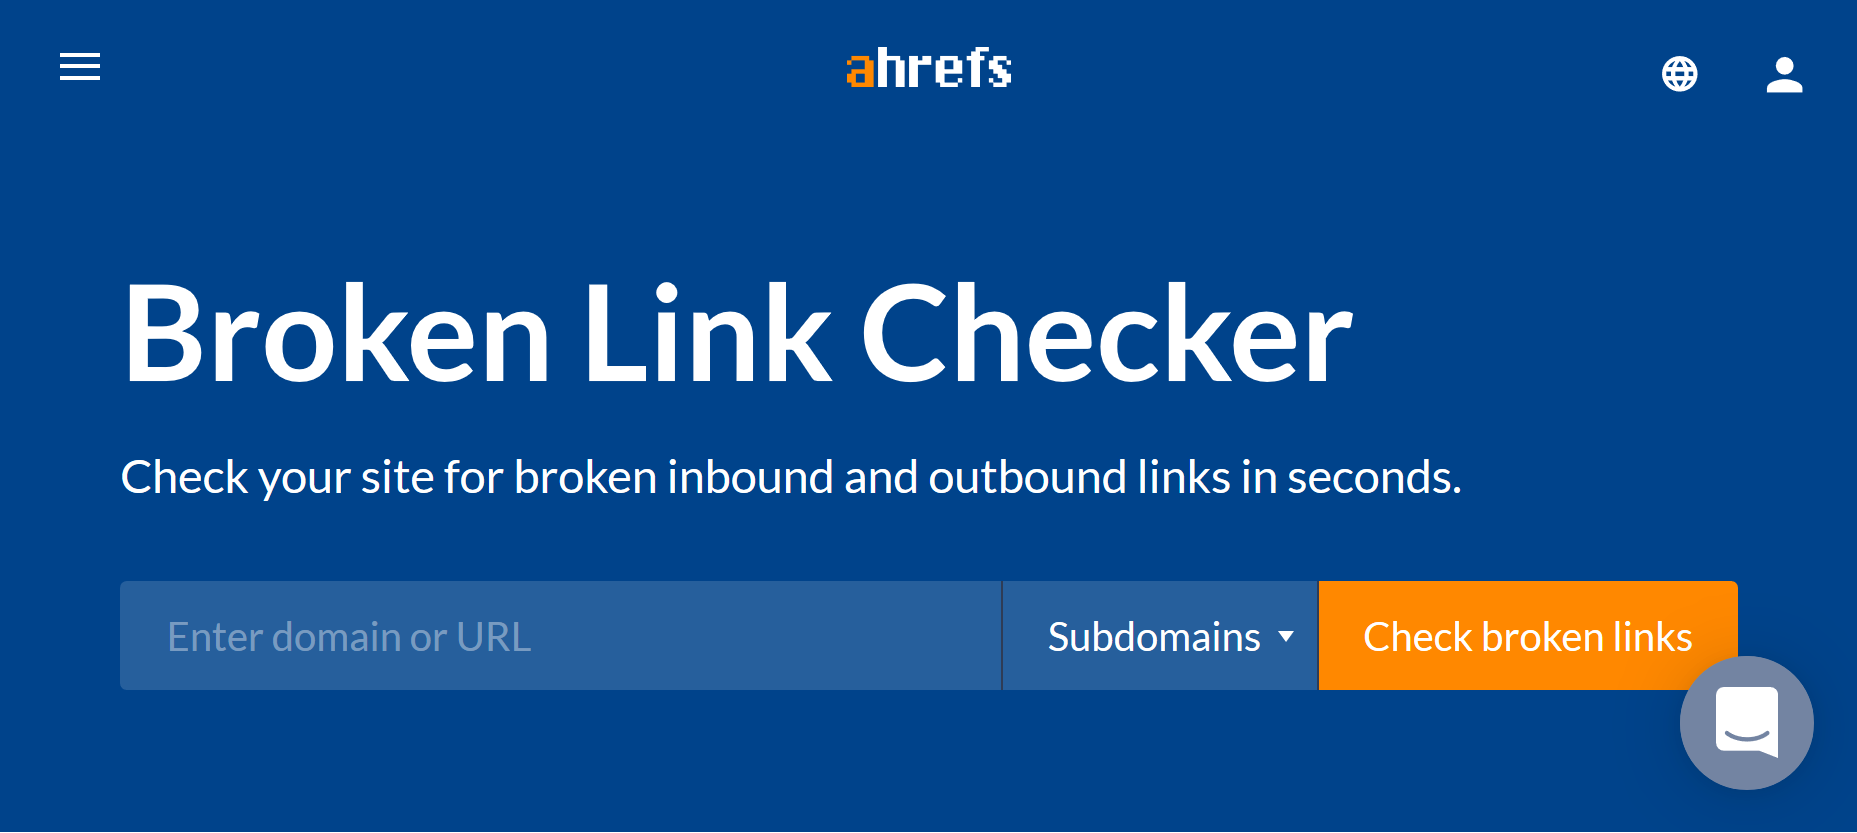 ahrefs
Broken Link Checker
Check your site for broken inbound and outbound links in seconds.
Enter domain or URL
Subdomains
Check broken links